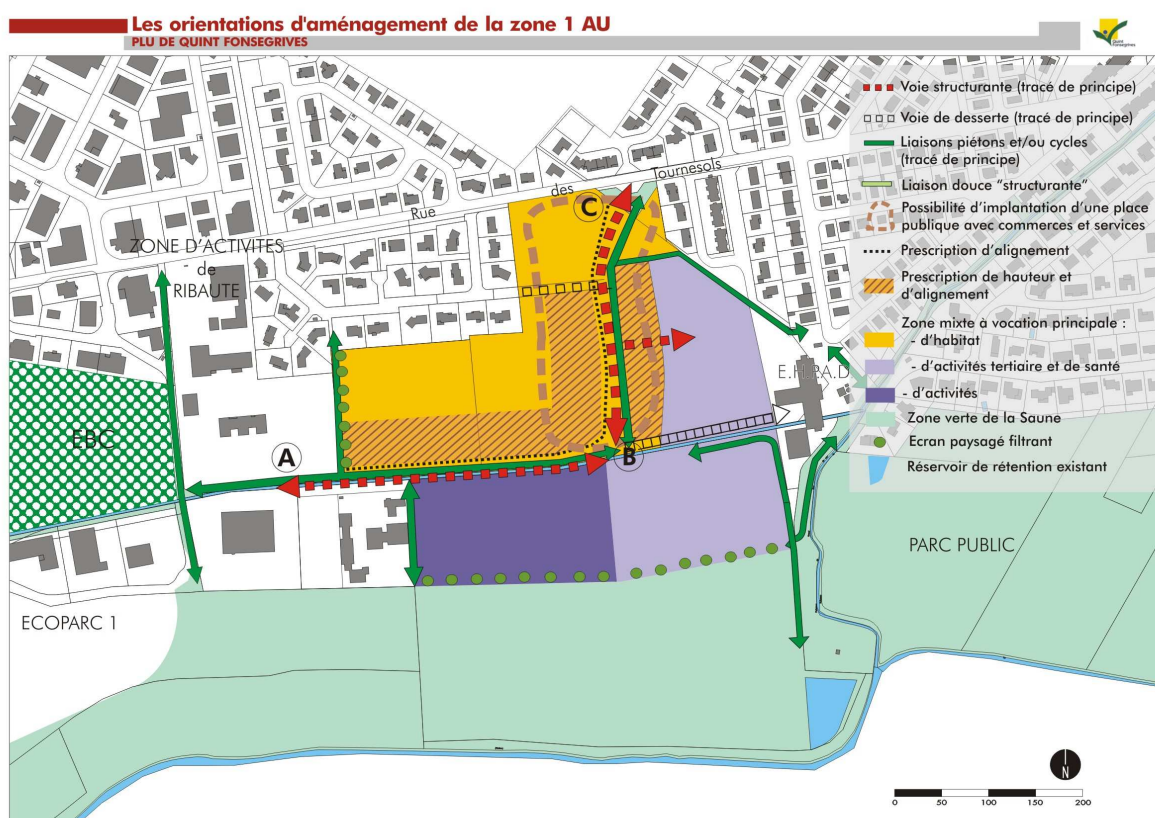 Les orientations d'aménagement de la zone 1 AU
PLU DE QUINT FONSEGRIVES
Quint
Fonsegrives
Voie structurante (tracé de principe)
Voie de desserte (tracé de principe)
Liaisons piétons et/ou cycles
(tracé de principe)
Liaison douce "structurante"
Possibilité d'implantation d'une place
publique avec commerces et services
Prescription d'alignement
Prescription de hauteur et
d'alignement
Zone mixte à vocation principale :
- d'habitat
- d'activités tertiaire et de santé
- d'activités
Zone verte de la Saune
Ecran paysagé filtrant
Réservoir de rétention existant
Rue des Tournesols
C
ZONE D'ACTIVITES
- de
RIBAUTE
E.H.P.A.D
EBC
A
B
PARC PUBLIC
ECOPARC 1
N
0 50 100 150 200